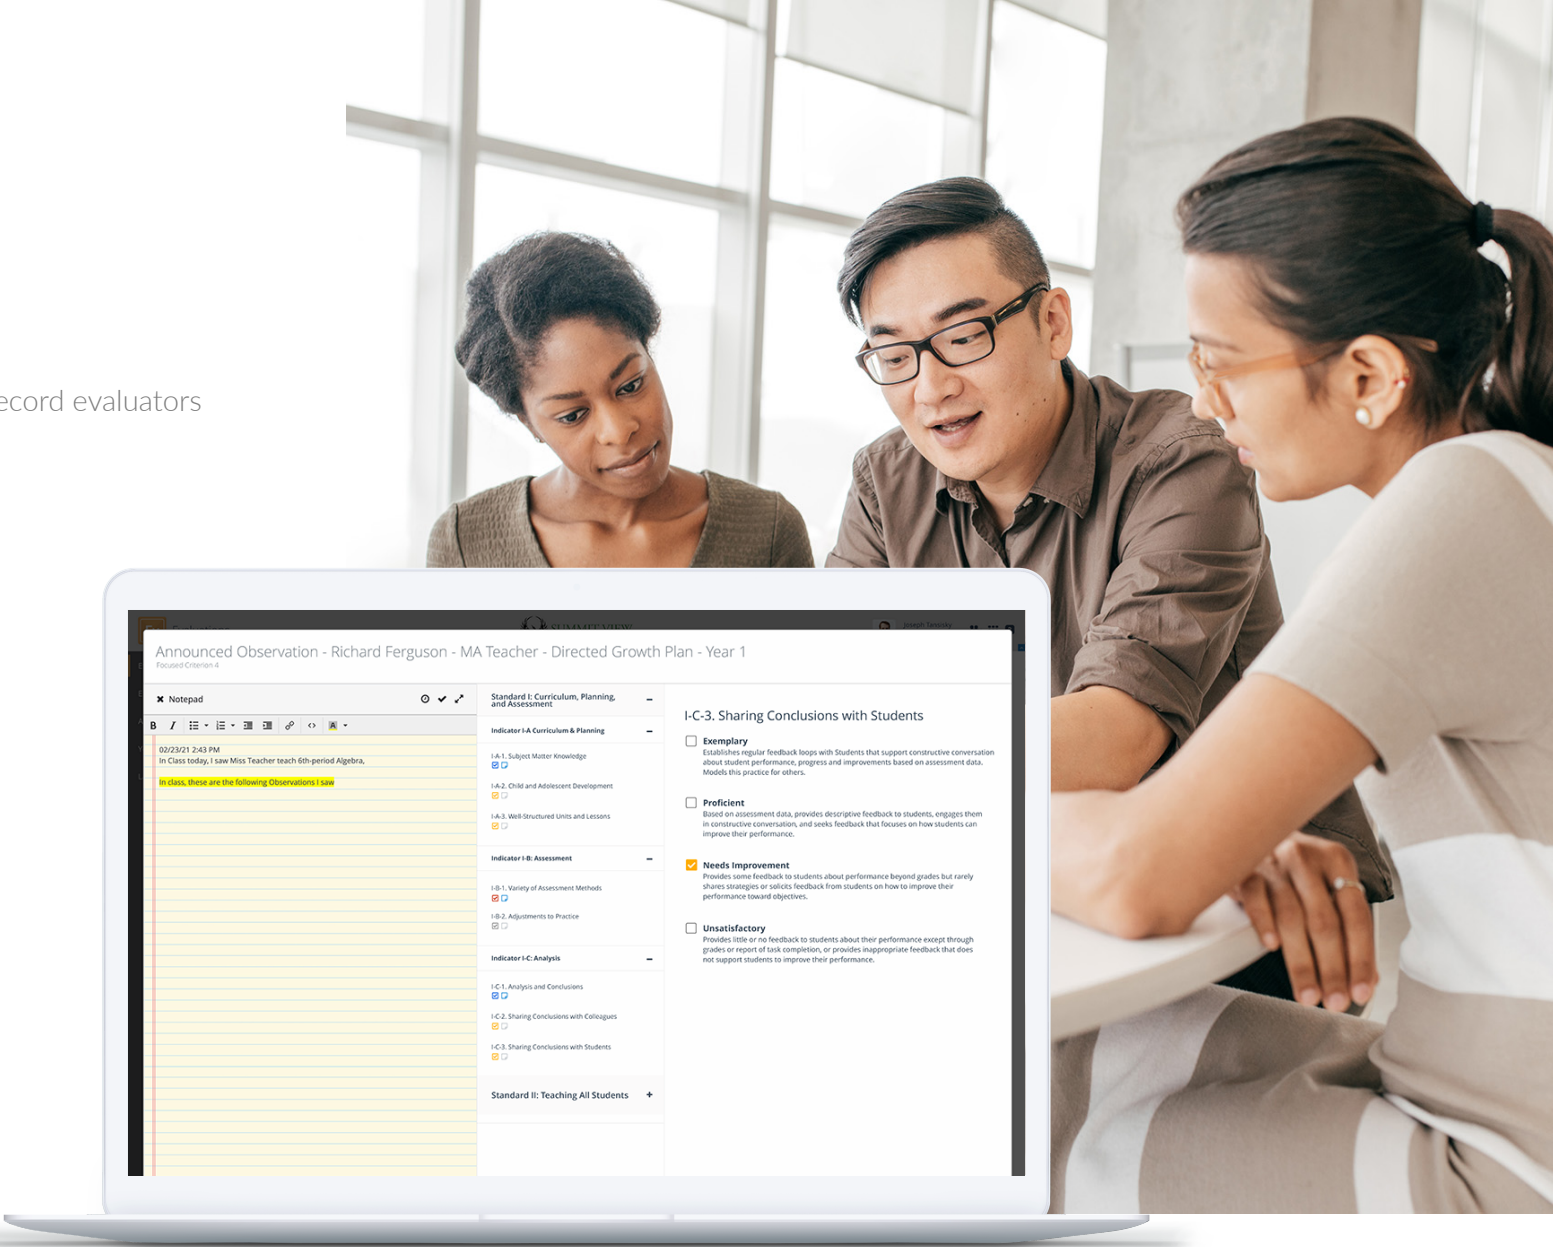 ecord evaluators
Evaluations
SUMMIT VIEW
Announced Observation - Richard Ferguson - MA Teacher - Directed Growth Plan - Year 1
Focused Criterion 4
Notepad
B I A
02/23/21 2:43 PM
In Class today, I saw Miss Teacher teach 6th-period Algebra,
In class, these are the following Observations I saw
Standard I: Curriculum, Planning,
and Assessment
Indicator I-A Curriculum & Planning
I-A-1. Subject Matter Knowledge
I-A-2. Child and Adolescent Development
I-A-3. Well-Structured Units and Lessons
Indicator I-B: Assessment
I-B-1. Variety of Assessment Methods
I-B-2. Adjustments to Practice
Indicator I-C: Analysis
I-C-1. Analysis and Conclusions
I-C-2. Sharing Conclusions with Colleagues
I-C-3. Sharing Conclusions with Students
Standard II: Teaching All Students
I-C-3. Sharing Conclusions with Students
Exemplary
Establishes regular feedback loops with Students that support constructive conversation
about student performance, progress and improvements based on assessment data.
Models this practice for others.
Proficient
Based on assessment data, provides descriptive feedback to students, engages them
in constructive conversation, and seeks feedback that focuses on how students can
improve their performance.
Needs Improvement
Provides some feedback to students about performance beyond grades but rarely
shares strategies or solicits feedback from students on how to improve their
performance toward objectives.
Unsatisfactory
Provides little or no feedback to students about their performance except through
grades or report of task completion, or provides inappropriate feedback that does
not support students to improve their performance.